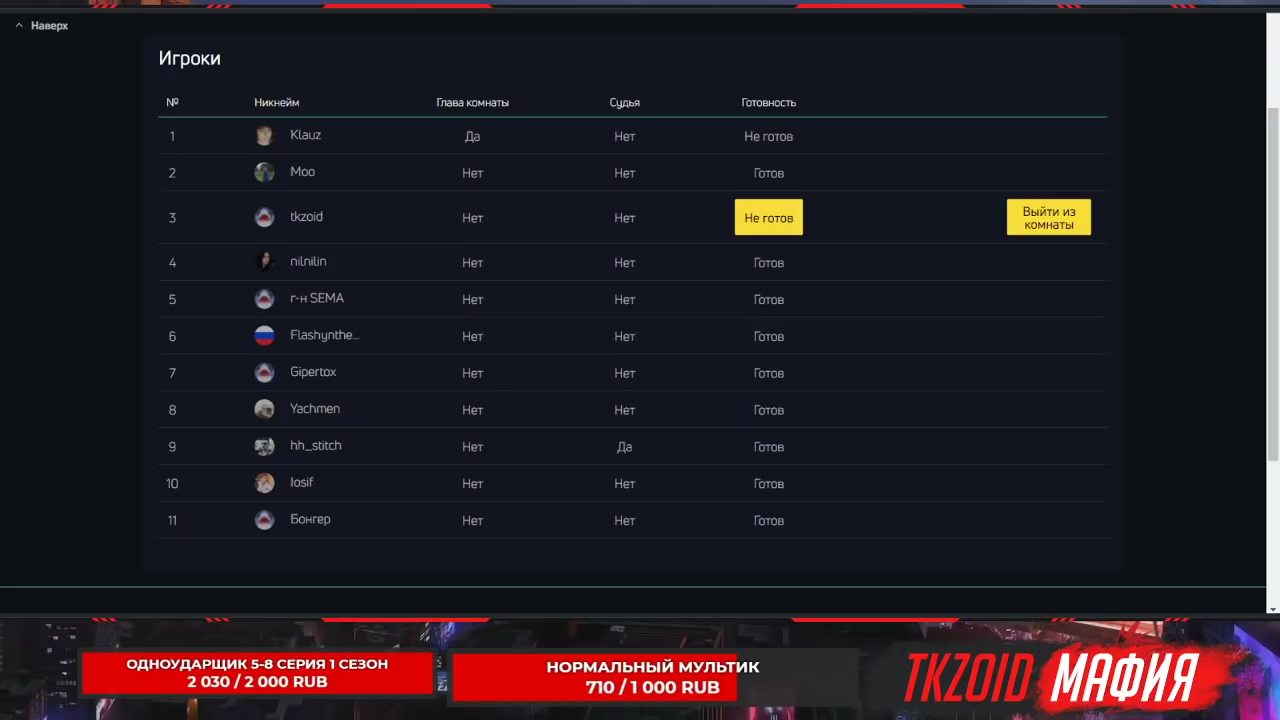 Наверх
Игроки
№ Никнейм Глава комнаты Судья Готовность
1 Klauz Да Нет Не готов
2 Moo Нет Нет Готов
3 tkzoid Нет Нет Не готов Выйти из
комнаты
4 nilnilin Нет Нет Готов
5 г-н SEMA Нет Нет Готов
6 Flashynthe... Нет Нет Готов
7 Gipertox Нет Нет Готов
8 Yachmen Нет Нет Готов
9 hh_stitch Нет Да Готов
10 Iosif Нет Нет Готов
11 Бонгер Нет Нет Готов
ОДНОУДАРЩИК 5-8 СЕРИЯ 1 СЕЗОН
2 030 / 2 000 RUB
НОРМАЛЬНЫЙ МУЛЬТИК
710 / 1 000 RUB
TKZOID МАФИЯ